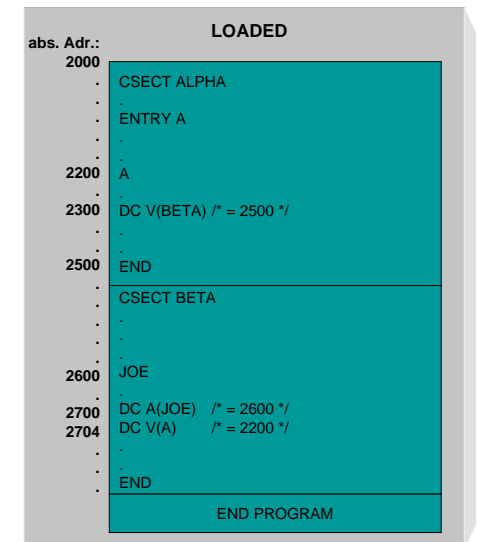 LOADED
abs. Adr.:
2000
. CSECT ALPHA
. .
. ENTRY A
. .
. .
2200 A
. .
2300 DC V(BETA) /* = 2500 */
. .
. .
2500 END
.
. CSECT BETA
. .
. .
. .
2600 JOE
. .
2700 DC A(JOE) /* = 2600 */
2704 DC V(A) /* = 2200 */
. .
. .
. END
END PROGRAM